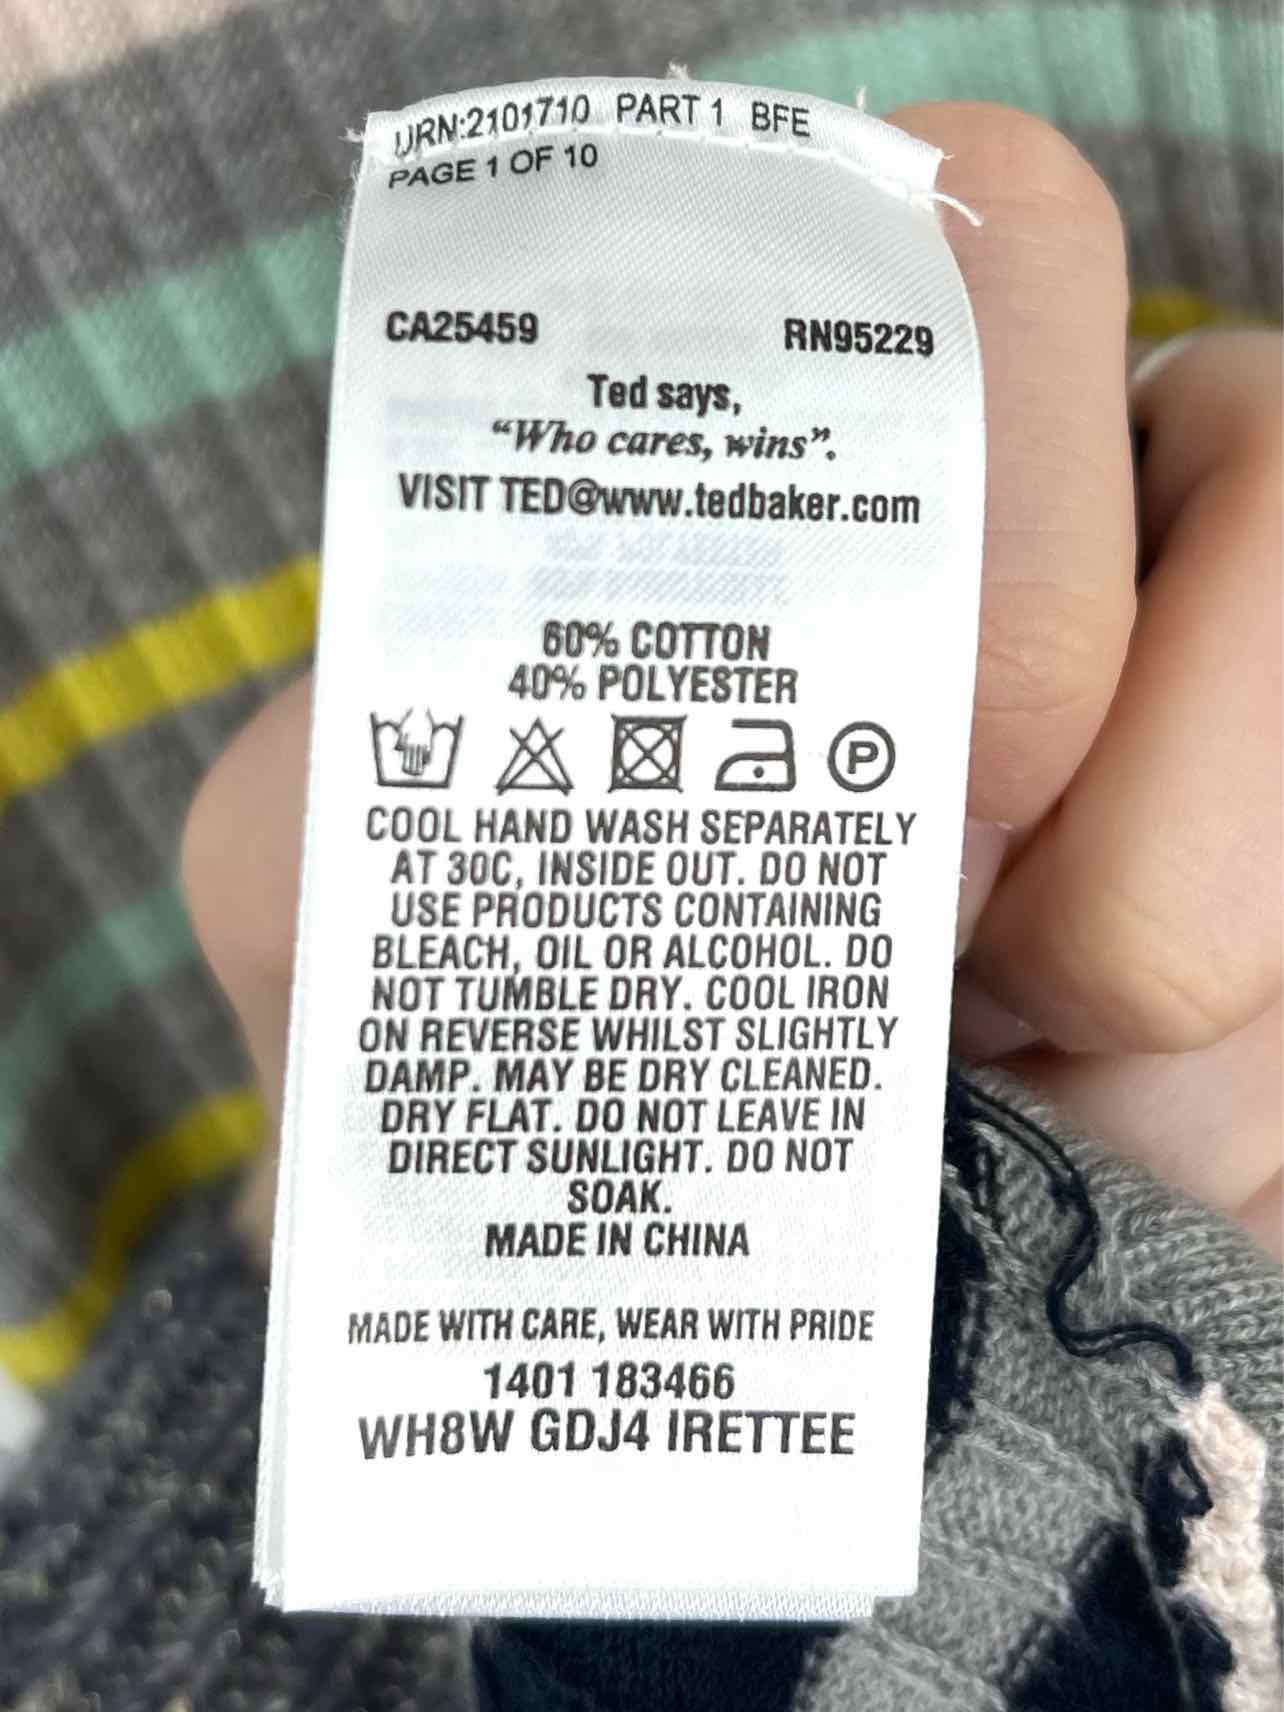 URN:2101710 PART 1 BFE
PAGE 1 OF 10
CA25459 RN95229
Ted says,
“Who cares, wins”.
VISIT TED@www.tedbaker.com
60% COTTON
40% POLYESTER
P
COOL HAND WASH SEPARATELY
AT 30C, INSIDE OUT. DO NOT
USE PRODUCTS CONTAINING
BLEACH, OIL OR ALCOHOL. DO
NOT TUMBLE DRY. COOL IRON
ON REVERSE WHILST SLIGHTLY
DAMP. MAY BE DRY CLEANED.
DRY FLAT. DO NOT LEAVE IN
DIRECT SUNLIGHT. DO NOT
SOAK.
MADE IN CHINA
MADE WITH CARE, WEAR WITH PRIDE
1401 183466
WH8W GDJ4 IRETTEE